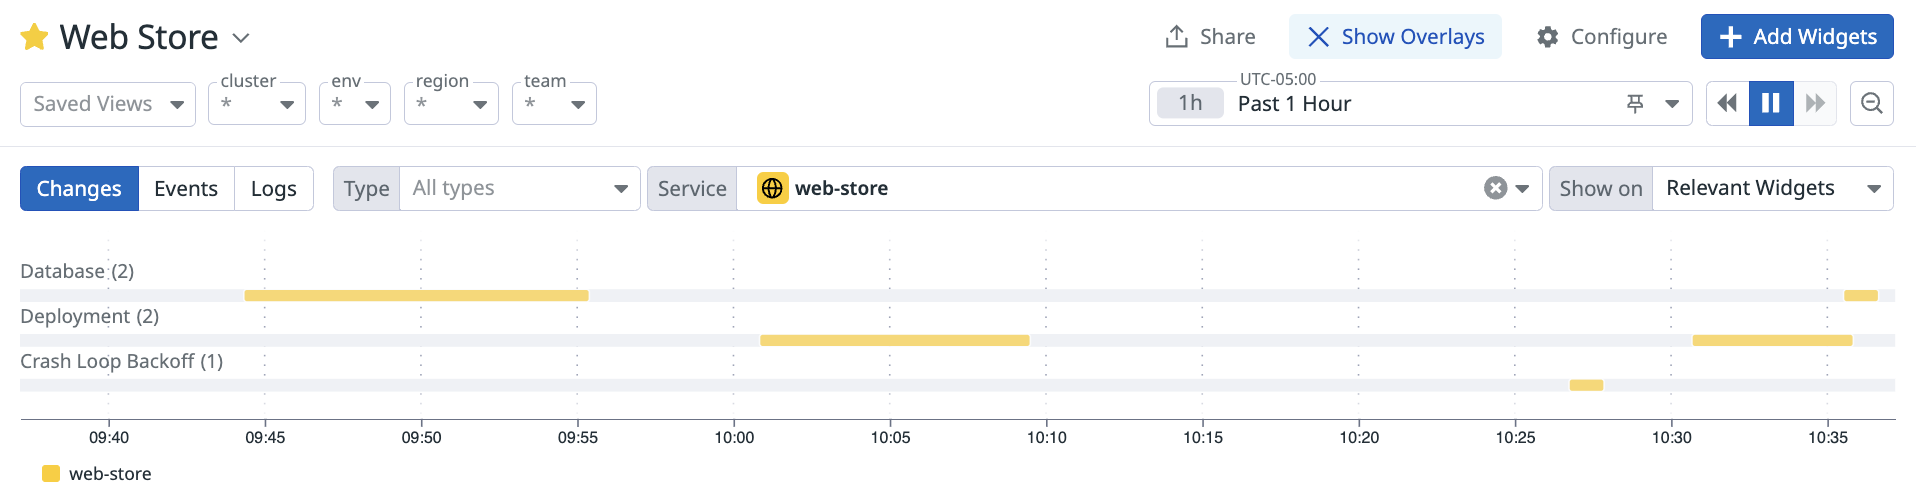 Web Store
Share
Show Overlays
Configure
Add Widgets
Saved Views
cluster
*
env
*
region
*
team
*
UTC-05:00
1h Past 1 Hour
Changes Events Logs
Type All types
Service web-store
Show on Relevant Widgets
Database (2)
Deployment (2)
Crash Loop Backoff (1)
09:40 09:45 09:50 09:55 10:00 10:05 10:10 10:15 10:20 10:25 10:30 10:35
web-store